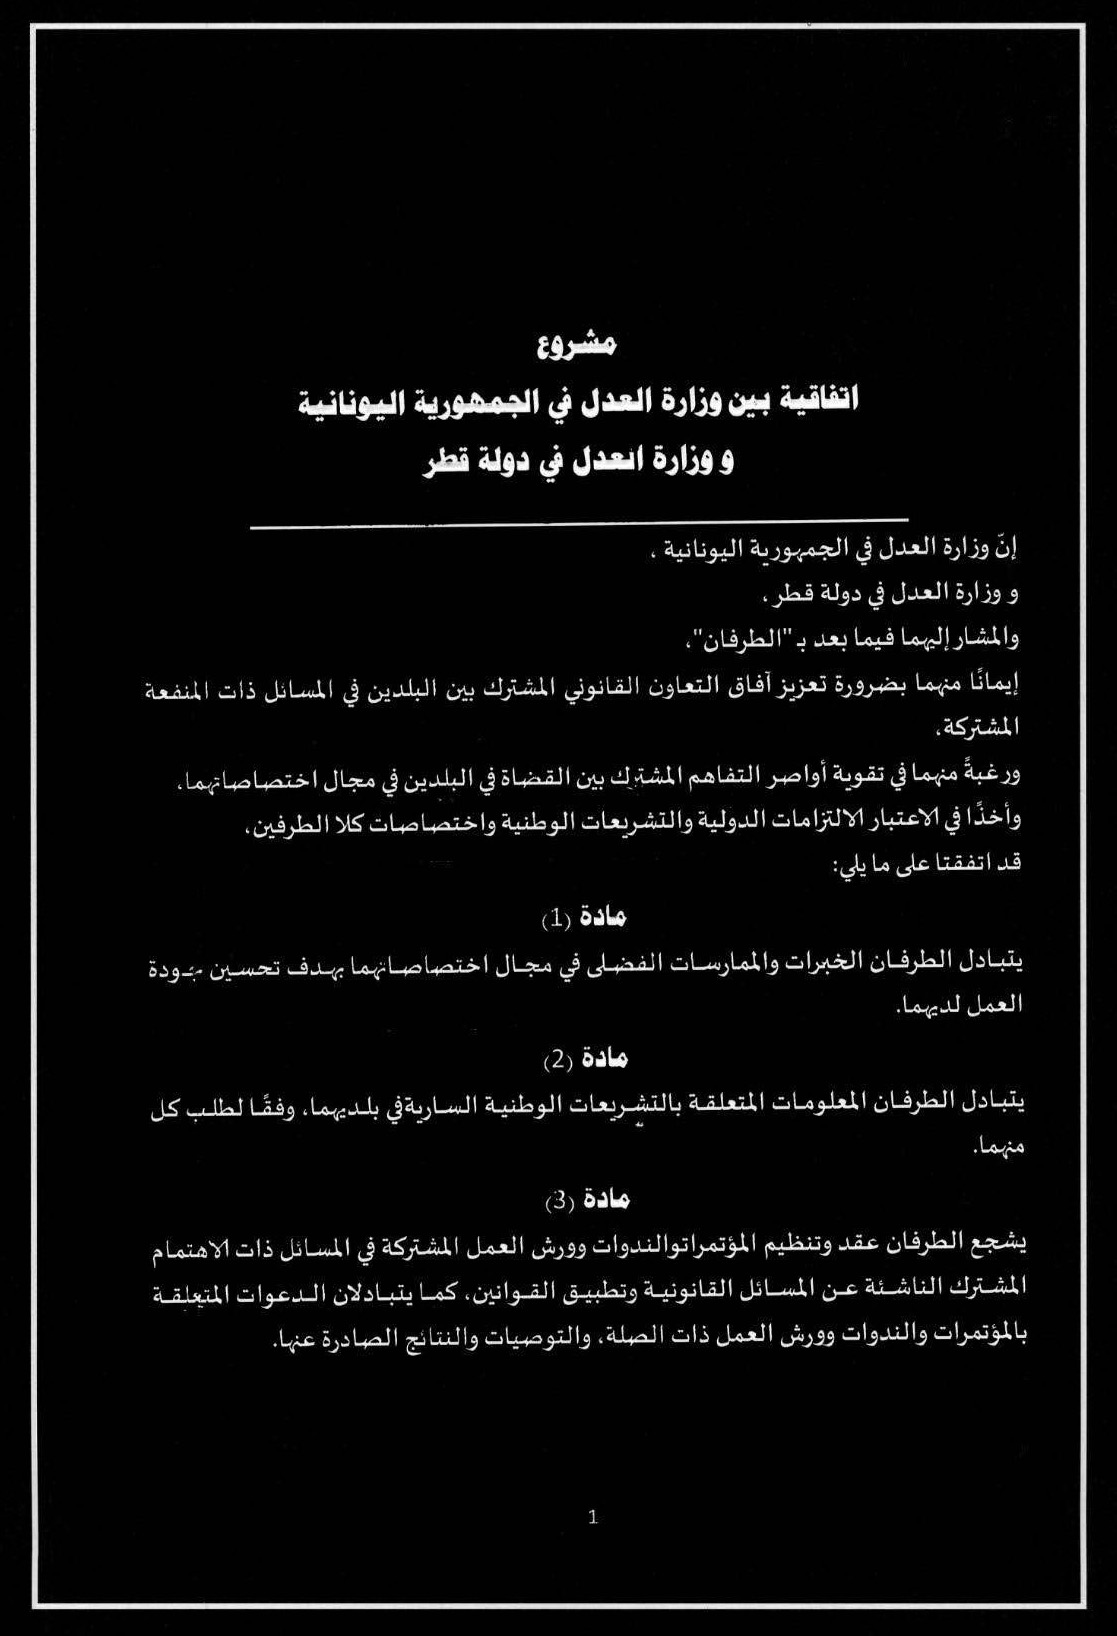 مشروع
اتفاقية بين وزارة العدل في الجمهورية اليونانية
و وزارة العدل في دولة قطر
إنّ وزارة العدل في الجمهورية اليونانية ،
و وزارة العدل في دولة قطر،
والمشار إليهما فيما بعد بـ "الطرفان"،
إيمانًا منهما بضرورة تعزيز آفاق التعاون القانوني المشترك بين البلدين في المسائل ذات المنفعة
المشتركة،
ورغبةً منهما في تقوية أواصر التفاهم المشترك بين القضاة في البلدين في مجال اختصاصاتهما،
وأخذًا في الاعتبار الالتزامات الدولية والتشريعات الوطنية واختصاصات كلا الطرفين،
قد اتفقتا على ما يلي:
مادة (1)
يتبادل الطرفان الخبرات والممارسات الفضلى في مجال اختصاصاتهما بهدف تحسين جودة
العمل لديهما.
مادة (2)
يتبادل الطرفان المعلومات المتعلقة بالتشريعات الوطنية الساريةفي بلديهما، وفقًا لطلب كل
منهما.
مادة (3)
يشجع الطرفان عقد وتنظيم المؤتمراتوالندوات وورش العمل المشتركة في المسائل ذات الاهتمام
المشترك الناشئة عن المسائل القانونية وتطبيق القوانين، كما يتبادلان الدعوات المتعلقة
بالمؤتمرات والندوات وورش العمل ذات الصلة، والتوصيات والنتائج الصادرة عنها.
1